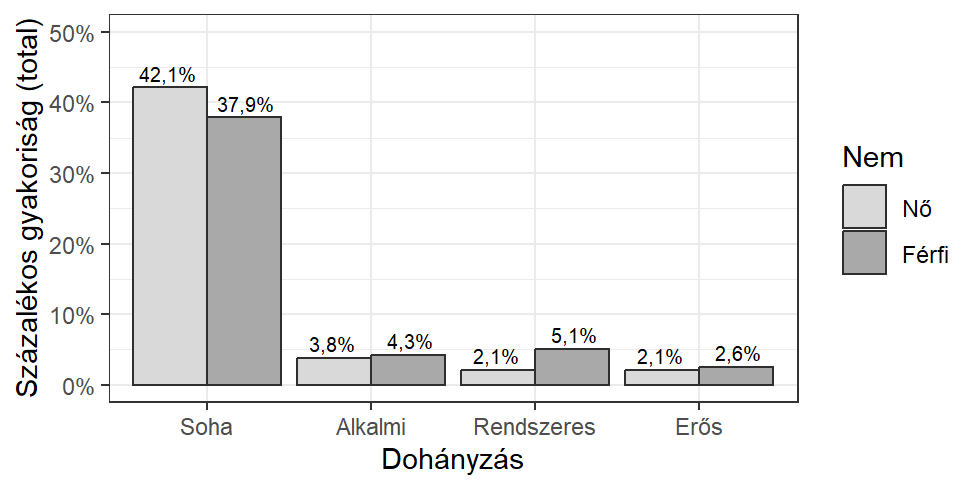 Százalékos gyakoriság (total)
50%
40%
30%
20%
10%
0%
42,1%
37,9%
3,8%
4,3%
2,1%
5,1%
2,1%
2,6%
Soha
Alkalmi
Rendszeres
Erős
Dohányzás
Nem
Nő
Férfi